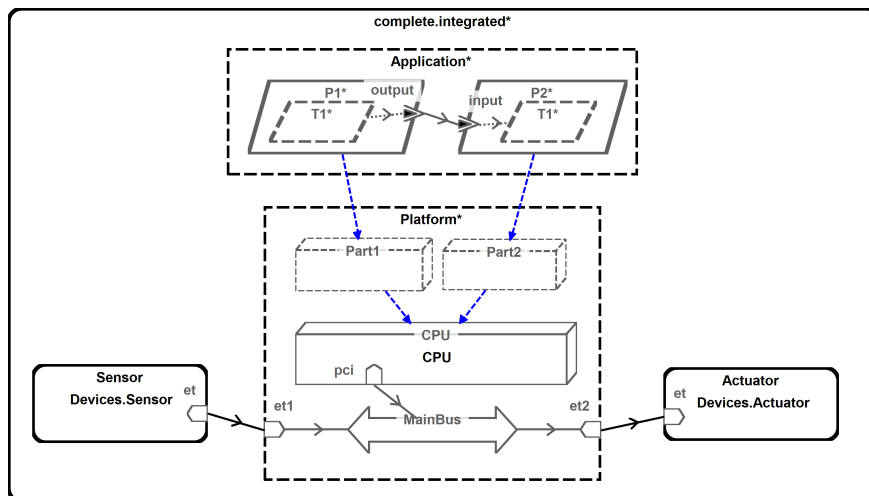 complete.integrated*
Application*
P1*
output
input
P2*
T1*
T1*
Platform*
Part1
Part2
CPU
CPU
pci
Sensor
Devices.Sensor
et
et1
MainBus
et2
et
Actuator
Devices.Actuator